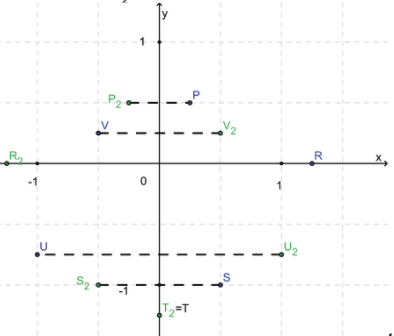 y
1
P₂ P
V V₂
R₂ R x
-1 0 1
U U₂
S₂ -1 S
T₂=T